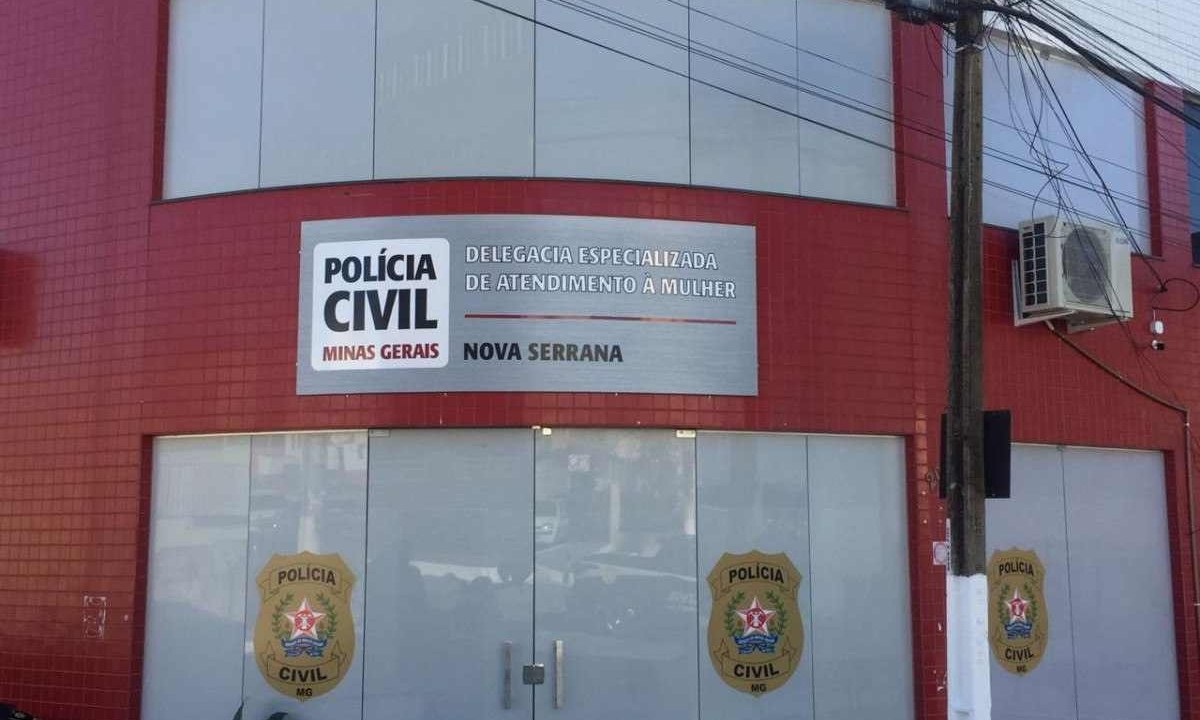 POLÍCIA
CIVIL
MINAS GERAIS
DELEGACIA ESPECIALIZADA
DE ATENDIMENTO À MULHER
NOVA SERRANA
POLÍCIA
CIVIL
MG
POLÍCIA
CIVIL
MG
POLÍCIA
CIVIL
MG